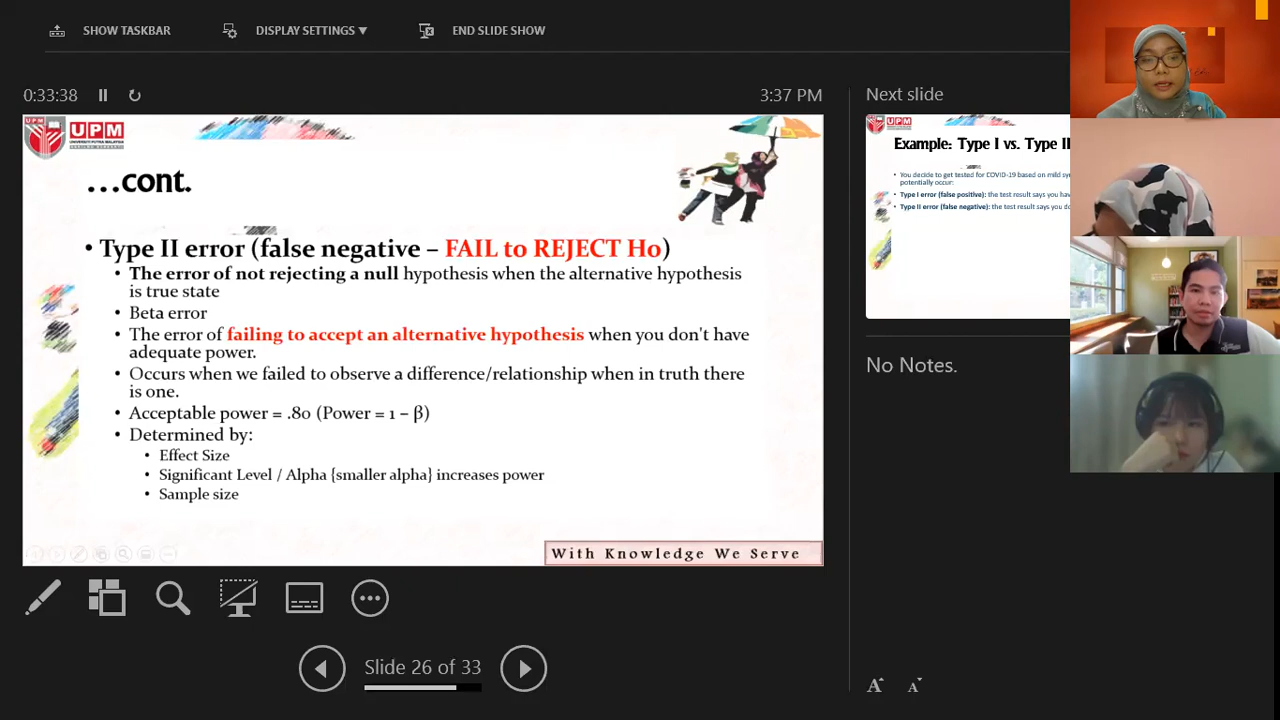 SHOW TASKBAR
DISPLAY SETTINGS ▼
END SLIDE SHOW
0:33:38
3:37 PM
UPM
UNIVERSITI PUTRA MALAYSIA
…cont.
• Type II error (false negative – FAIL to REJECT Ho)
• The error of not rejecting a null hypothesis when the alternative hypothesis
is true state
• Beta error
• The error of failing to accept an alternative hypothesis when you don't have
adequate power.
• Occurs when we failed to observe a difference/relationship when in truth there
is one.
• Acceptable power = .80 (Power = 1 – β)
• Determined by:
• Effect Size
• Significant Level / Alpha {smaller alpha} increases power
• Sample size
With Knowledge We Serve
Slide 26 of 33
Next slide
UPM
Example: Type I vs. Type II
• You decide to get tested for COVID-19 based on mild
potentially occur:
• Type I error (false positive): the test result says you
• Type II error (false negative): the test result says you
No Notes.
A A